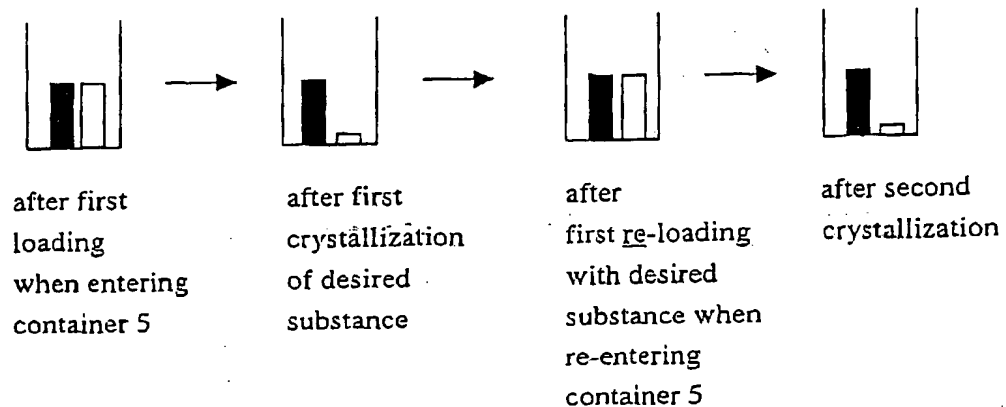 after first
loading
when entering
container 5
after first
crystallization
of desired
substance
after
first re-loading
with desired
substance when
re-entering
container 5
after second
crystallization